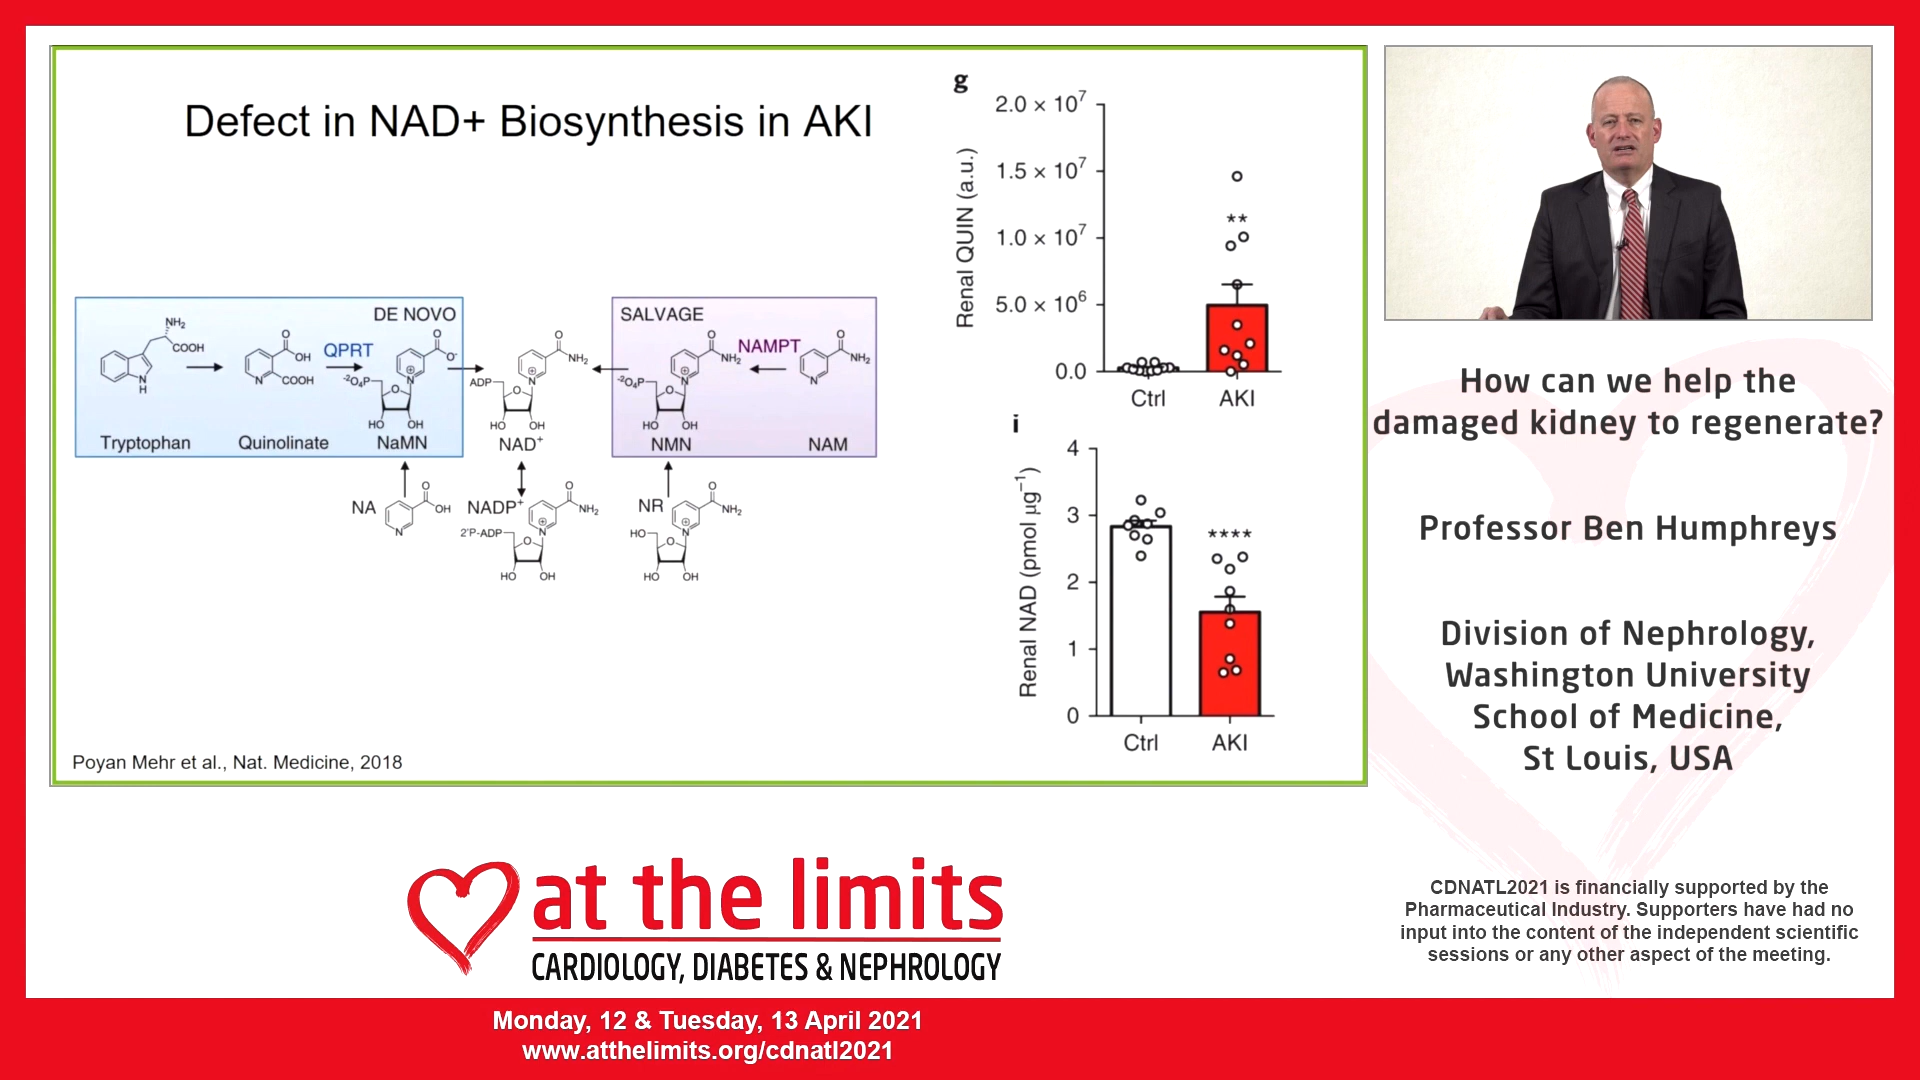 Defect in NAD+ Biosynthesis in AKI
DE NOVO
NH₂
COOH
N
H
Tryptophan
O
OH
COOH
N
Quinolinate
QPRT
O
O⁻
N
⁻²O₄P
O
HO OH
NaMN
O
NH₂
N
ADP
O
HO OH
NAD⁺
SALVAGE
O
NH₂
N
⁻²O₄P
O
HO OH
NMN
NAMPT
O
NH₂
N
NAM
NA
O
OH
N
NADP⁺
O
NH₂
N
2'P-ADP
O
HO OH
NR
O
NH₂
N
HO
O
HO OH
Poyan Mehr et al., Nat. Medicine, 2018
g
Renal QUIN (a.u.)
2.0 × 10⁷
1.5 × 10⁷
1.0 × 10⁷
5.0 × 10⁶
0.0
**
Ctrl AKI
i
Renal NAD (pmol µg⁻¹)
4
3
2
1
0
****
Ctrl AKI
How can we help the
damaged kidney to regenerate?
Professor Ben Humphreys
Division of Nephrology,
Washington University
School of Medicine,
St Louis, USA
CDNATL2021 is financially supported by the
Pharmaceutical Industry. Supporters have had no
input into the content of the independent scientific
sessions or any other aspect of the meeting.
at the limits
CARDIOLOGY, DIABETES & NEPHROLOGY
Monday, 12 & Tuesday, 13 April 2021
www.atthelimits.org/cdnatl2021